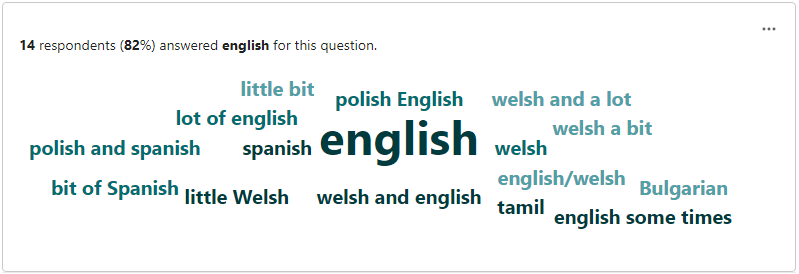 14 respondents (82%) answered english for this question.
little bit
polish English
welsh and a lot
lot of english
english
welsh a bit
polish and spanish
spanish
welsh
bit of Spanish
little Welsh
welsh and english
english/welsh
Bulgarian
tamil
english some times